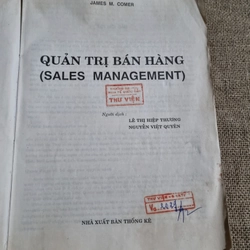 JAMES M. COMER
QUẢN TRỊ BÁN HÀNG
(SALES MANAGEMENT)
THƯ VIỆN
Người dịch
LÊ THỊ HIỆP THƯƠNG
NGUYỄN VIỆT QUYÊN
NHÀ XUẤT BẢN THỐNG KÊ